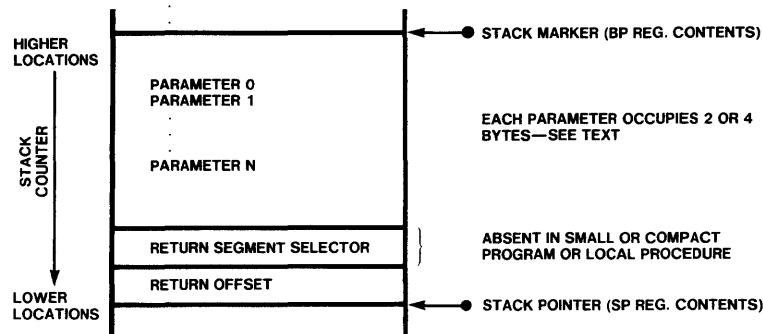 STACK MARKER (BP REG. CONTENTS)
HIGHER
LOCATIONS
PARAMETER 0
PARAMETER 1
EACH PARAMETER OCCUPIES 2 OR 4
BYTES—SEE TEXT
STACK
COUNTER
PARAMETER N
RETURN SEGMENT SELECTOR
ABSENT IN SMALL OR COMPACT
PROGRAM OR LOCAL PROCEDURE
RETURN OFFSET
LOWER
LOCATIONS
STACK POINTER (SP REG. CONTENTS)